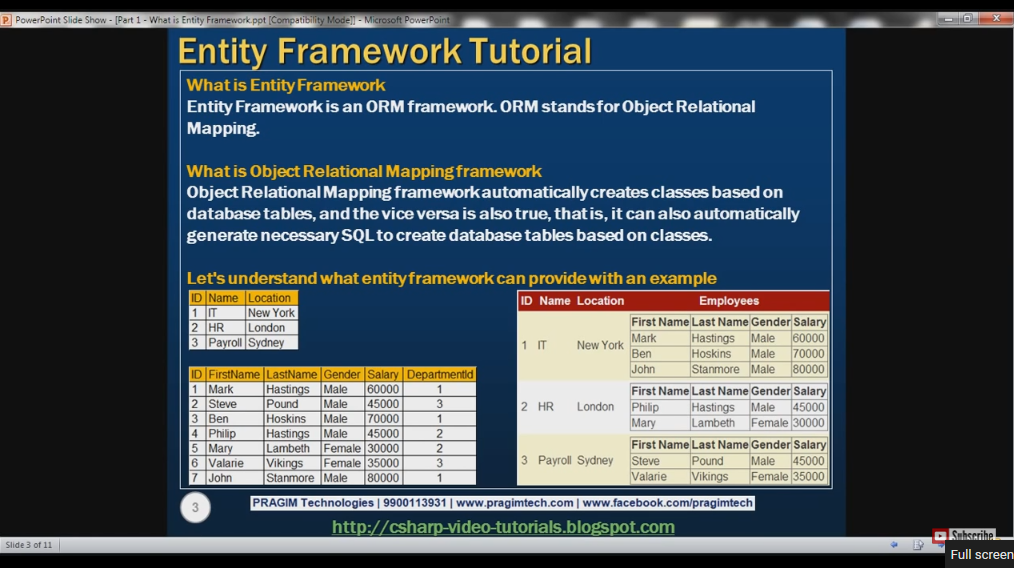 PowerPoint Slide Show - [Part 1 - What is Entity Framework.ppt [Compatibility Mode]] - Microsoft PowerPoint
Entity Framework Tutorial
What is Entity Framework
Entity Framework is an ORM framework. ORM stands for Object Relational
Mapping.
What is Object Relational Mapping framework
Object Relational Mapping framework automatically creates classes based on
database tables, and the vice versa is also true, that is, it can also automatically
generate necessary SQL to create database tables based on classes.
Let's understand what entity framework can provide with an example
ID Name Location
1 IT New York
2 HR London
3 Payroll Sydney
ID FirstName LastName Gender Salary DepartmentId
1 Mark Hastings Male 60000 1
2 Steve Pound Male 45000 3
3 Ben Hoskins Male 70000 1
4 Philip Hastings Male 45000 2
5 Mary Lambeth Female 30000 2
6 Valarie Vikings Female 35000 3
7 John Stanmore Male 80000 1
ID Name Location Employees
First Name Last Name Gender Salary
Mark Hastings Male 60000
1 IT New York
Ben Hoskins Male 70000
John Stanmore Male 80000
First Name Last Name Gender Salary
2 HR London
Philip Hastings Male 45000
Mary Lambeth Female 30000
First Name Last Name Gender Salary
3 Payroll Sydney
Steve Pound Male 45000
Valarie Vikings Female 35000
3
PRAGIM Technologies | 9900113931 | www.pragimtech.com | www.facebook.com/pragimtech
http://csharp-video-tutorials.blogspot.com
Slide 3 of 11
Subscribe
Full screen